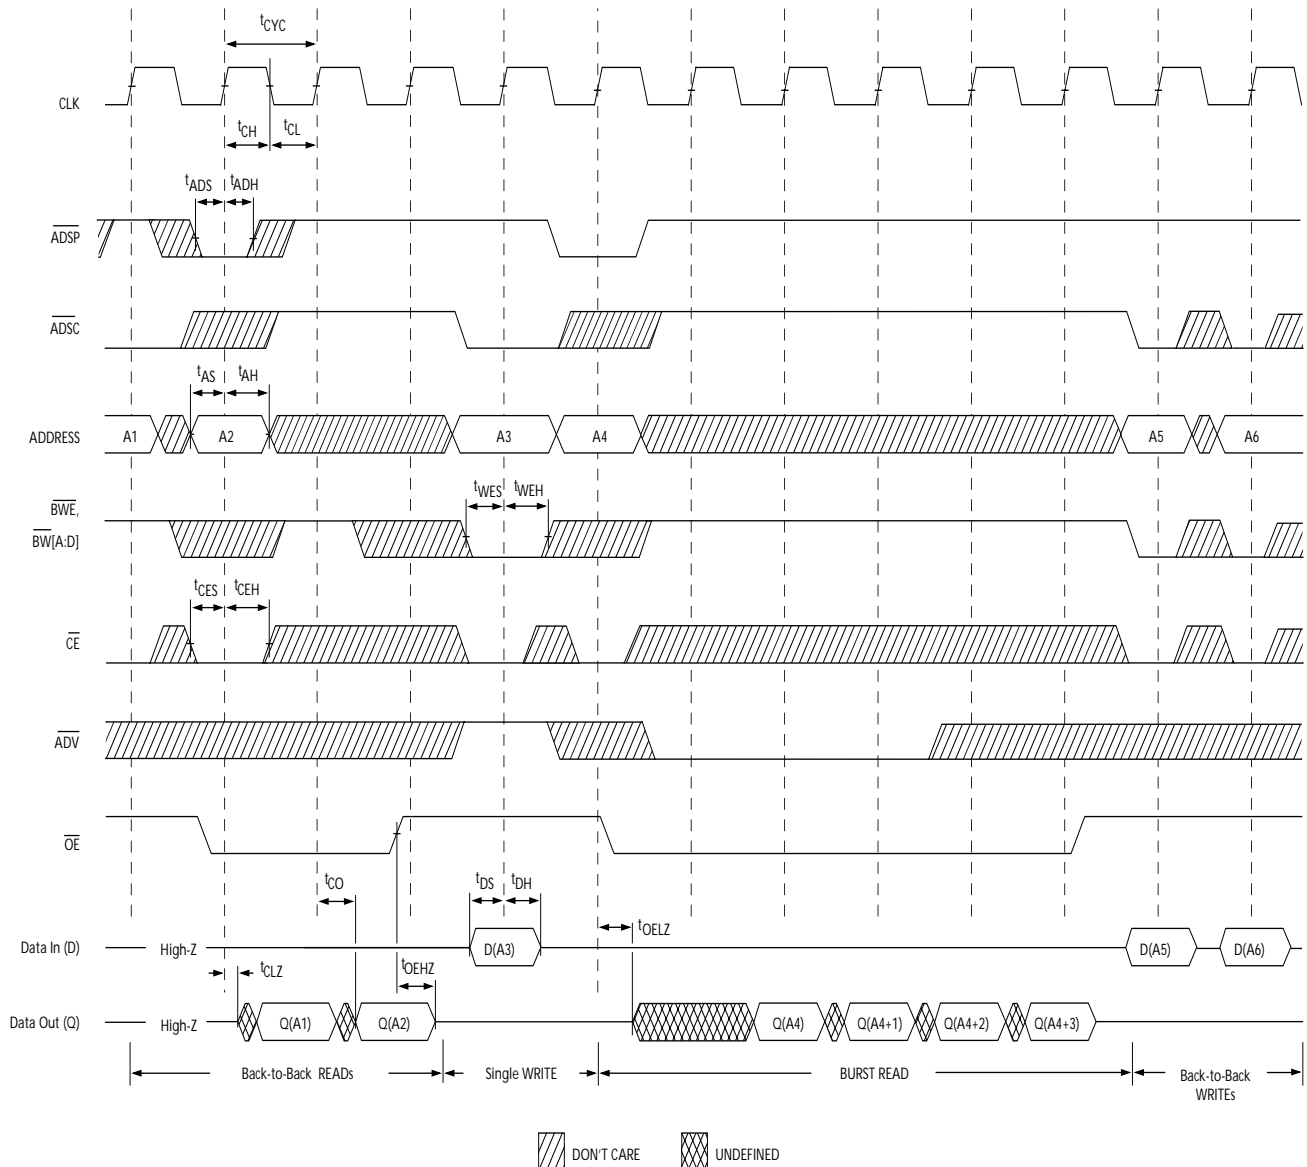 tCYC
CLK
tCH
tCL
tADS
tADH
ADSP
ADSC
tAS
tAH
ADDRESS
A1
A2
A3
A4
A5
A6
tWES
tWEH
BWE,
BW[A:D]
tCES
tCEH
CE
ADV
OE
tCO
tDS
tDH
tOELZ
Data In (D)
High-Z
D(A3)
D(A5)
D(A6)
tCLZ
tOEHZ
Data Out (Q)
High-Z
Q(A1)
Q(A2)
Q(A4)
Q(A4+1)
Q(A4+2)
Q(A4+3)
Back-to-Back READs
Single WRITE
BURST READ
Back-to-Back
WRITEs
DON'T CARE
UNDEFINED